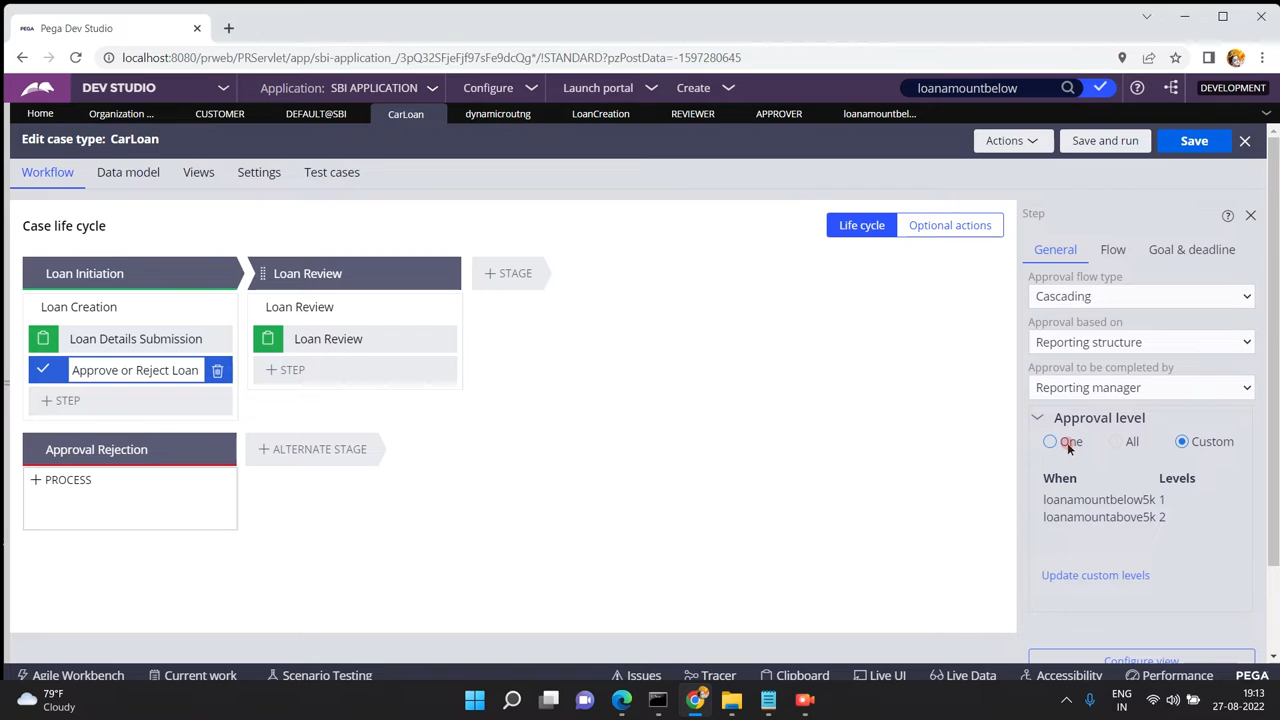 PEGA Pega Dev Studio
localhost:8080/prweb/PRServlet/app/sbi-application_/3pQ32SFjeFjf97sFe9dcQg*/!STANDARD?pzPostData=-1597280645
DEV STUDIO Application: SBI APPLICATION Configure Launch portal Create loanamountbelow DEVELOPMENT
Home Organization ... CUSTOMER DEFAULT@SBI CarLoan dynamicroutng LoanCreation REVIEWER APPROVER loanamountbel...
Edit case type: CarLoan Actions Save and run Save
Workflow Data model Views Settings Test cases
Case life cycle Life cycle Optional actions
Loan Initiation Loan Review + STAGE
Loan Creation Loan Review
Loan Details Submission Loan Review
Approve or Reject Loan + STEP
+ STEP
Approval Rejection + ALTERNATE STAGE
+ PROCESS
Step
General Flow Goal & deadline
Approval flow type
Cascading
Approval based on
Reporting structure
Approval to be completed by
Reporting manager
Approval level
One All Custom
When Levels
loanamountbelow5k 1
loanamountabove5k 2
Update custom levels
Configure view
Agile Workbench Current work Scenario Testing Issues Tracer Clipboard Live UI Live Data Accessibility Performance PEGA
79°F
Cloudy
ENG
IN
19:13
27-08-2022